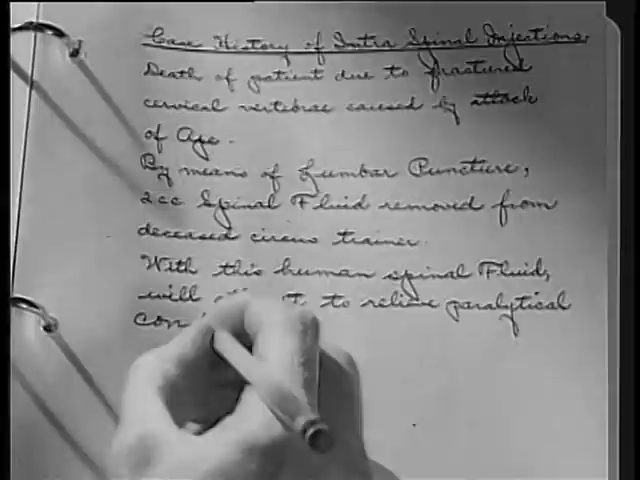 Case History of Intra Spinal Injections.
Death of patient due to fractured
cervical vertebrae caused by attack
of Ape.
By means of Lumbar Puncture,
2cc Spinal Fluid removed from
deceased circus trainer.
With this human spinal Fluid,
will to relieve paralytical